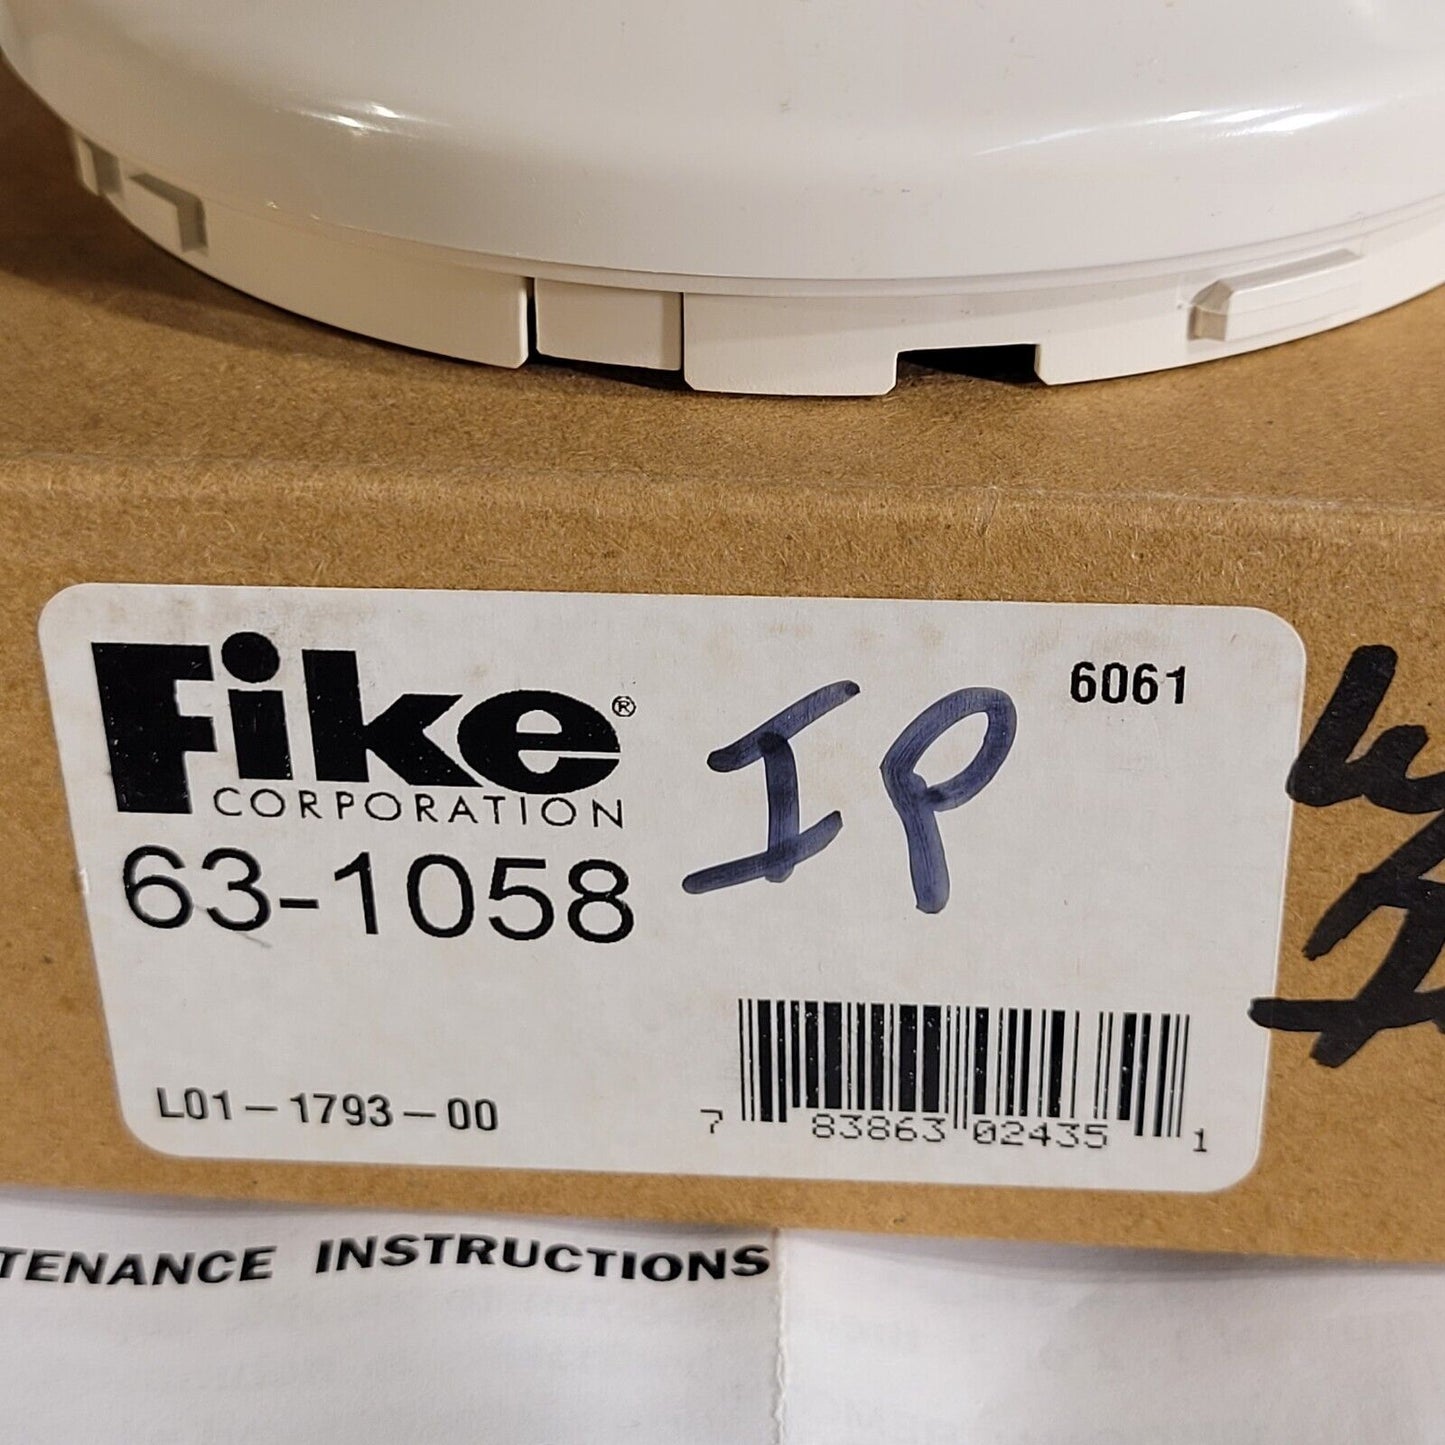 Fike®
CORPORATION
6061
IP
63-1058
L01-1793-00
7 83863 02435 1
TENANCE INSTRUCTIONS